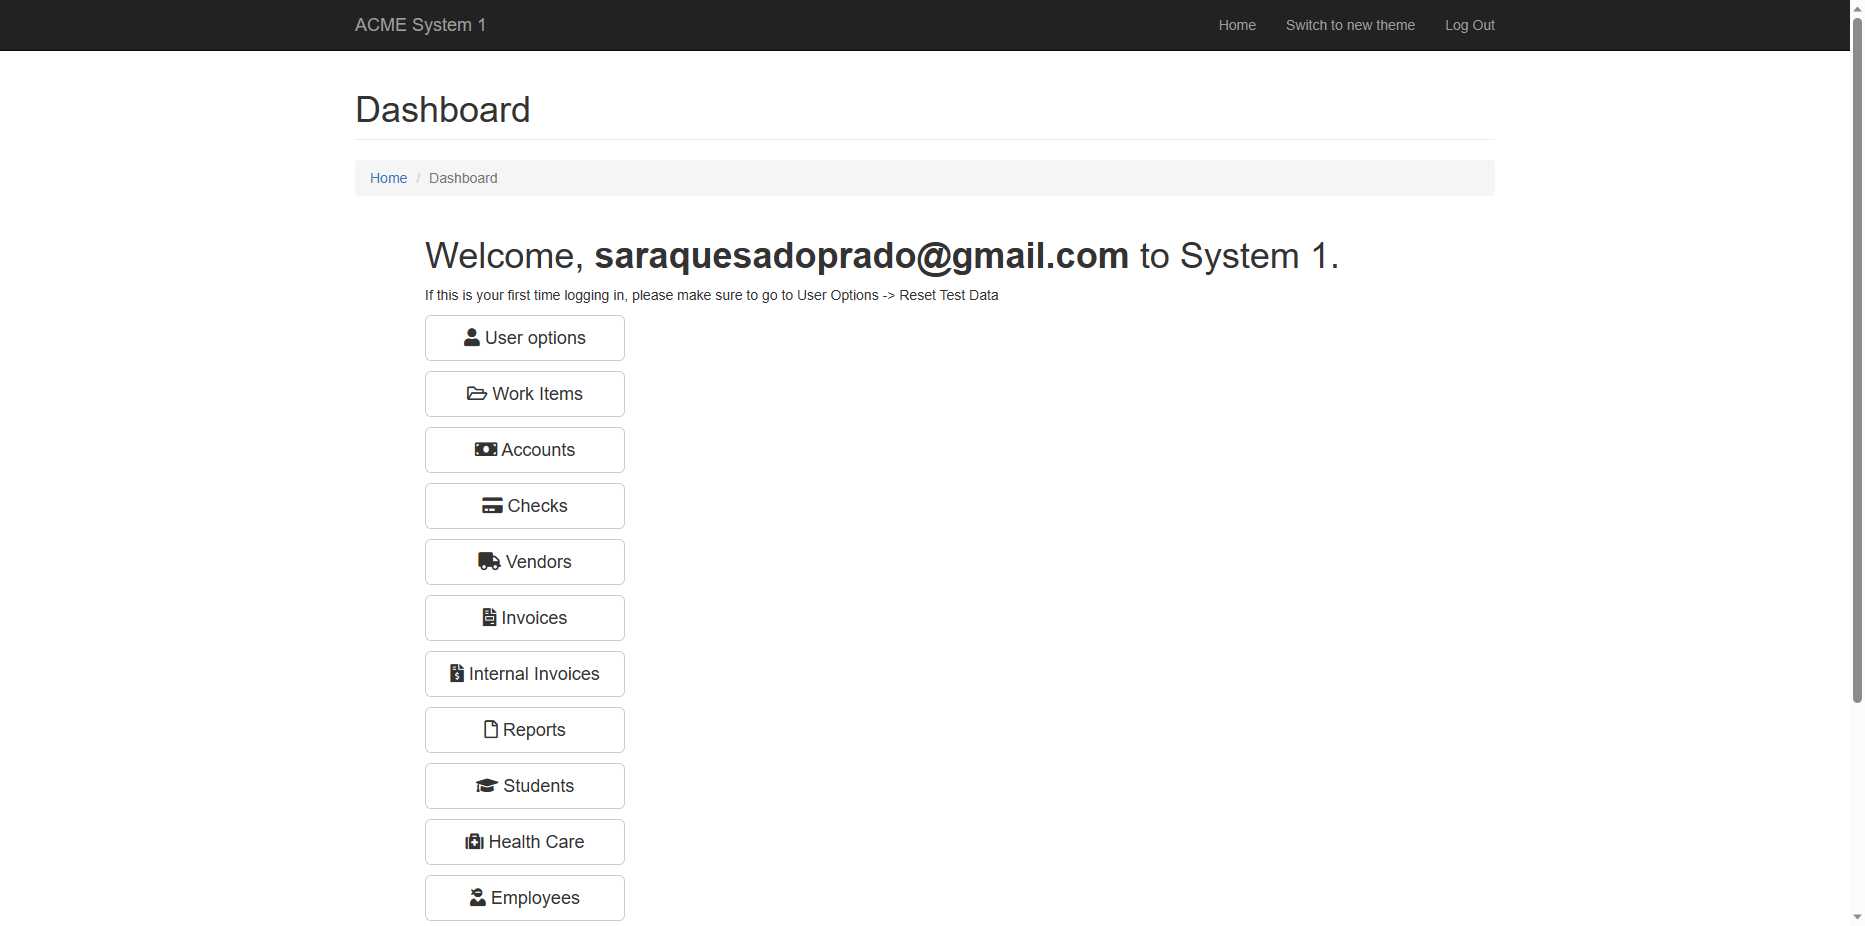 ACME System 1
Home
Switch to new theme
Log Out
Dashboard
Home / Dashboard
Welcome, saraquesadoprado@gmail.com to System 1.
If this is your first time logging in, please make sure to go to User Options -> Reset Test Data
User options
Work Items
Accounts
Checks
Vendors
Invoices
Internal Invoices
Reports
Students
Health Care
Employees